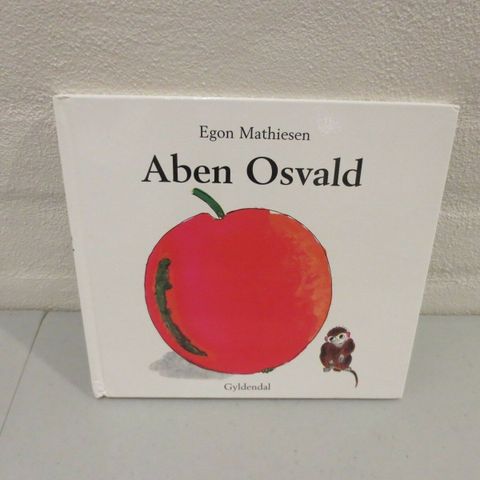 Egon Mathiesen
Aben Osvald
Gyldendal